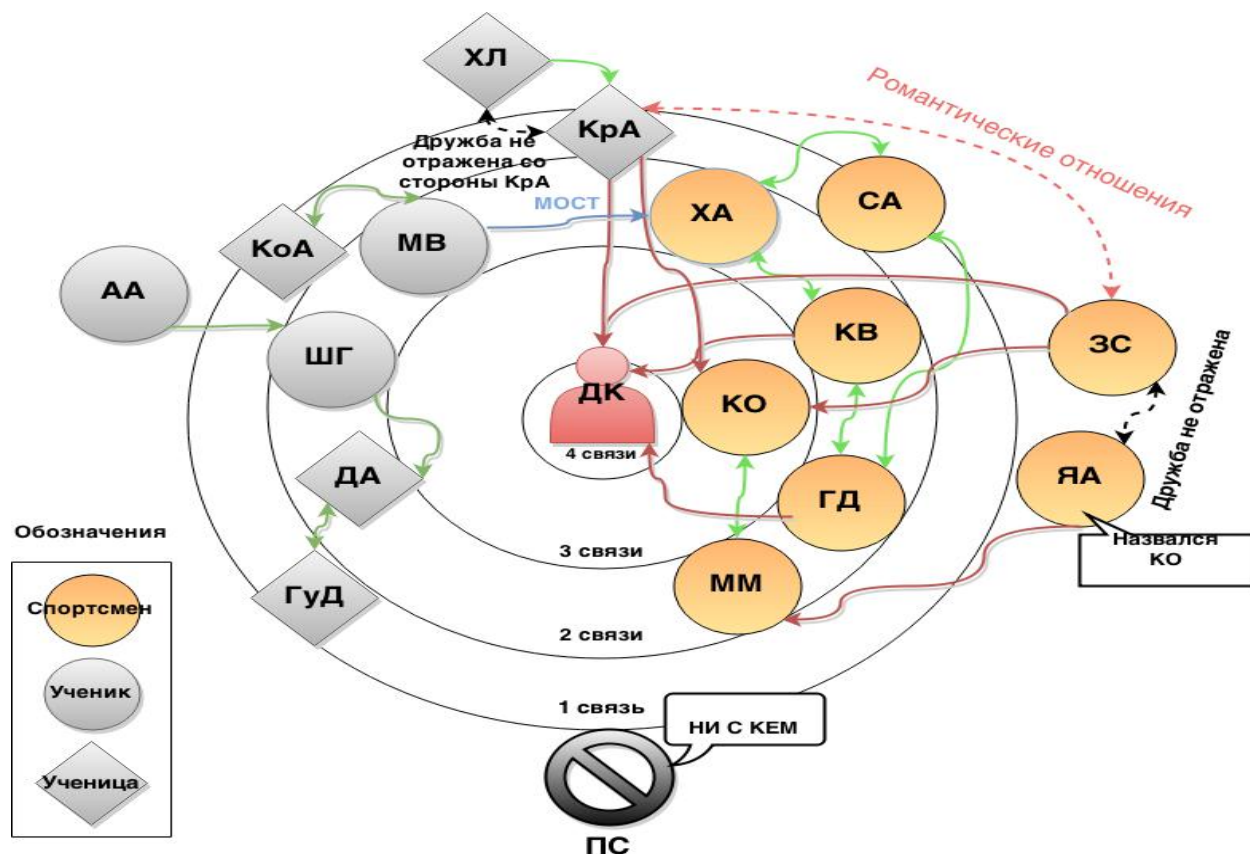 ХЛ
КрА
Дружба не
отражена со
стороны КрА
Романтические отношения
ХА
СА
МОСТ
КоА
МВ
АА
ШГ
КВ
ЗС
ДК
КО
4 связи
Дружба не отражена
ДА
ГД
ЯА
Назвался
КО
3 связи
ММ
ГуД
2 связи
1 связь
НИ С КЕМ
ПС
Обозначения
Спортсмен
Ученик
Ученица